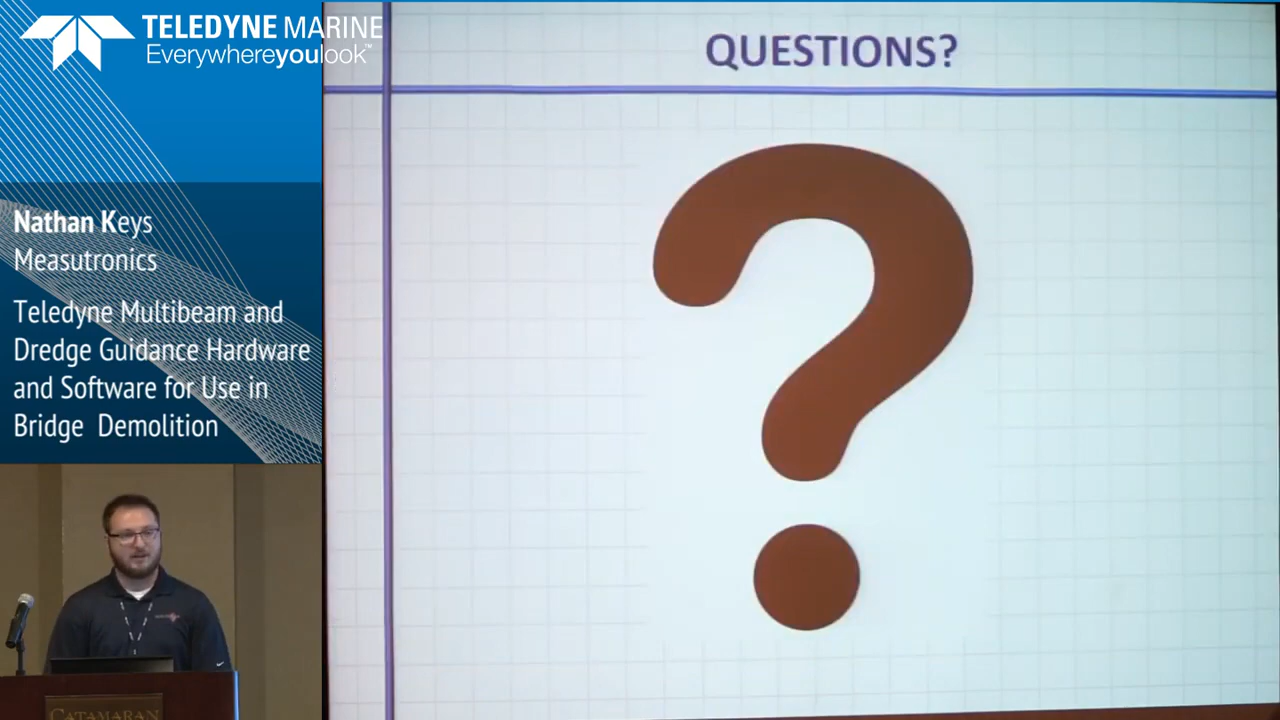 TELEDYNE MARINE
Everywhereyoulook™
QUESTIONS?
Nathan Keys
Measutronics
Teledyne Multibeam and
Dredge Guidance Hardware
and Software for Use in
Bridge Demolition
?
CATAMARAN